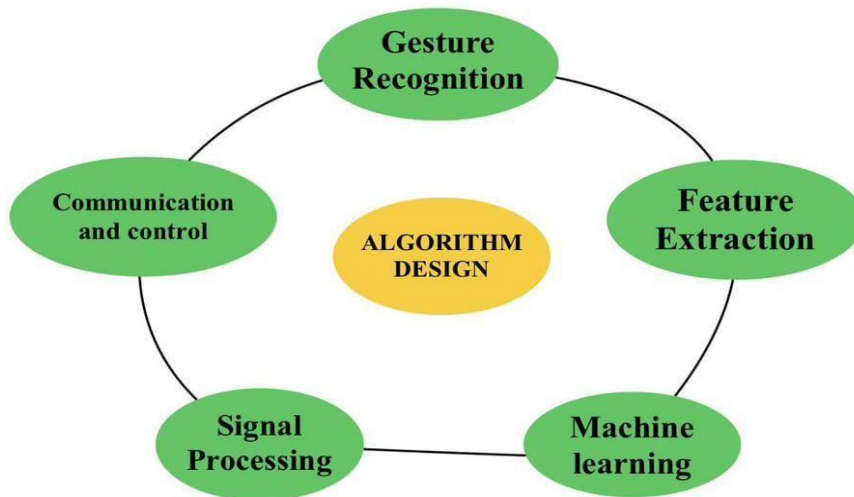 Gesture
Recognition
Feature
Extraction
Communication
and control
ALGORITHM
DESIGN
Signal
Processing
Machine
learning